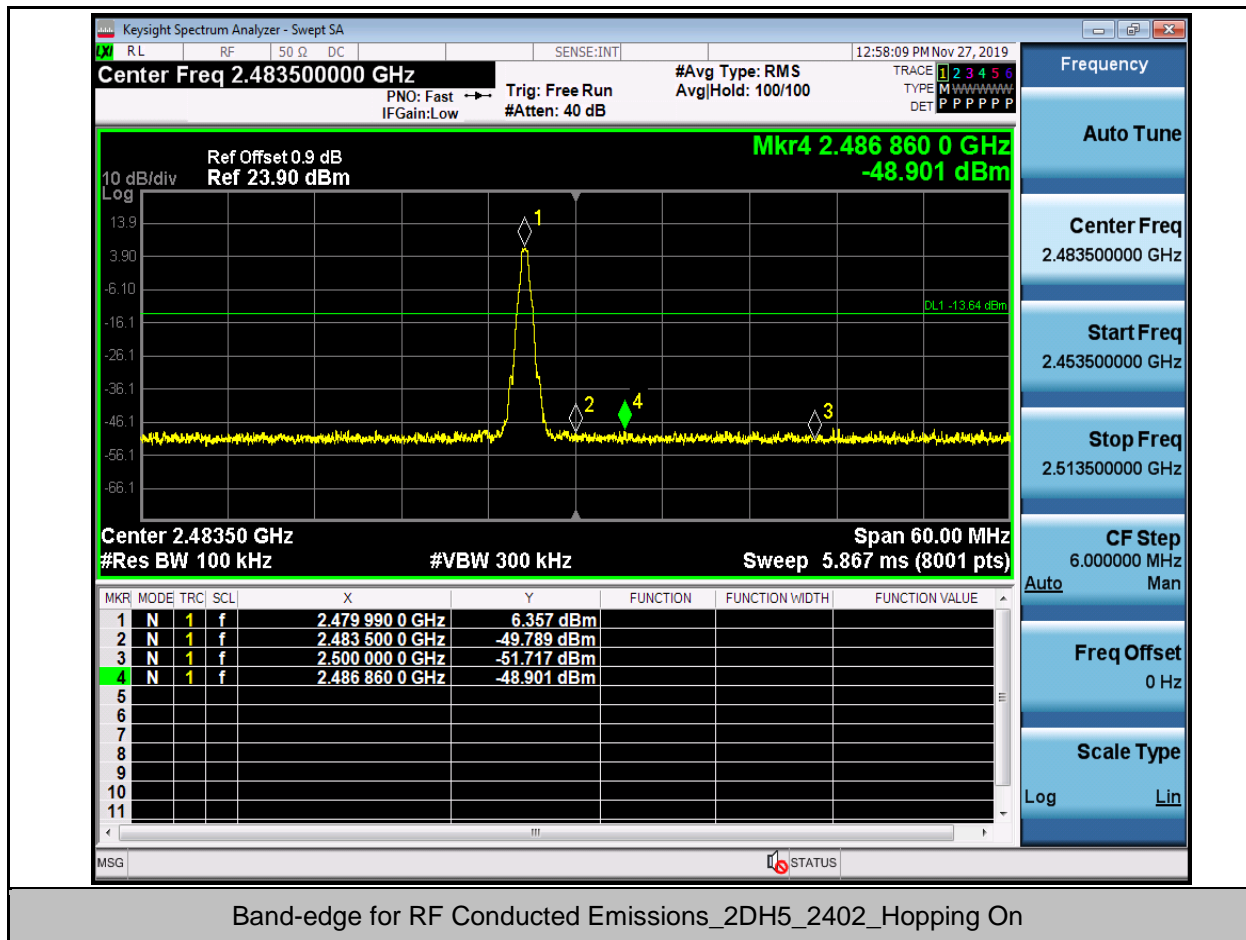 Keysight Spectrum Analyzer - Swept SA
LXI RL RF 50 Ω DC SENSE:INT 12:58:09 PM Nov 27, 2019
Center Freq 2.483500000 GHz
PNO: Fast
IFGain:Low
Trig: Free Run
#Atten: 40 dB
#Avg Type: RMS
Avg|Hold: 100/100
TRACE 1 2 3 4 5 6
TYPE M WWWWW
DET P P P P P P
Mkr4 2.486 860 0 GHz
-48.901 dBm
Ref Offset 0.9 dB
10 dB/div Ref 23.90 dBm
Log
13.9
3.90
-6.10
-16.1
-26.1
-36.1
-46.1
-56.1
-66.1
1
DL1 -13.64 dBm
2
4
3
Center 2.48350 GHz Span 60.00 MHz
#Res BW 100 kHz #VBW 300 kHz Sweep 5.867 ms (8001 pts)
MKR MODE TRC SCL X Y FUNCTION FUNCTION WIDTH FUNCTION VALUE
1 N 1 f 2.479 990 0 GHz 6.357 dBm
2 N 1 f 2.483 500 0 GHz -49.789 dBm
3 N 1 f 2.500 000 0 GHz -51.717 dBm
4 N 1 f 2.486 860 0 GHz -48.901 dBm
5
6
7
8
9
10
11
MSG STATUS
Frequency
Auto Tune
Center Freq
2.483500000 GHz
Start Freq
2.453500000 GHz
Stop Freq
2.513500000 GHz
CF Step
6.000000 MHz
Auto Man
Freq Offset
0 Hz
Scale Type
Log Lin
Band-edge for RF Conducted Emissions_2DH5_2402_Hopping On